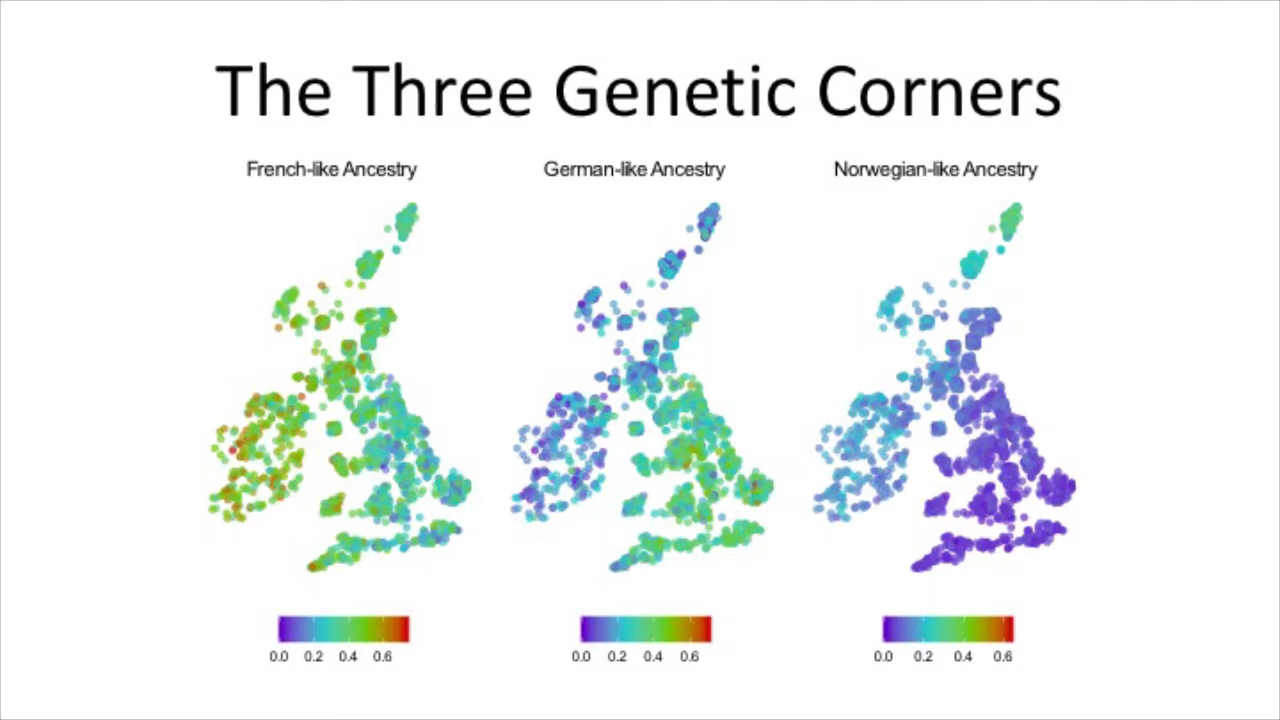 The Three Genetic Corners
French-like Ancestry
German-like Ancestry
Norwegian-like Ancestry
0.0 0.2 0.4 0.6
0.0 0.2 0.4 0.6
0.0 0.2 0.4 0.6